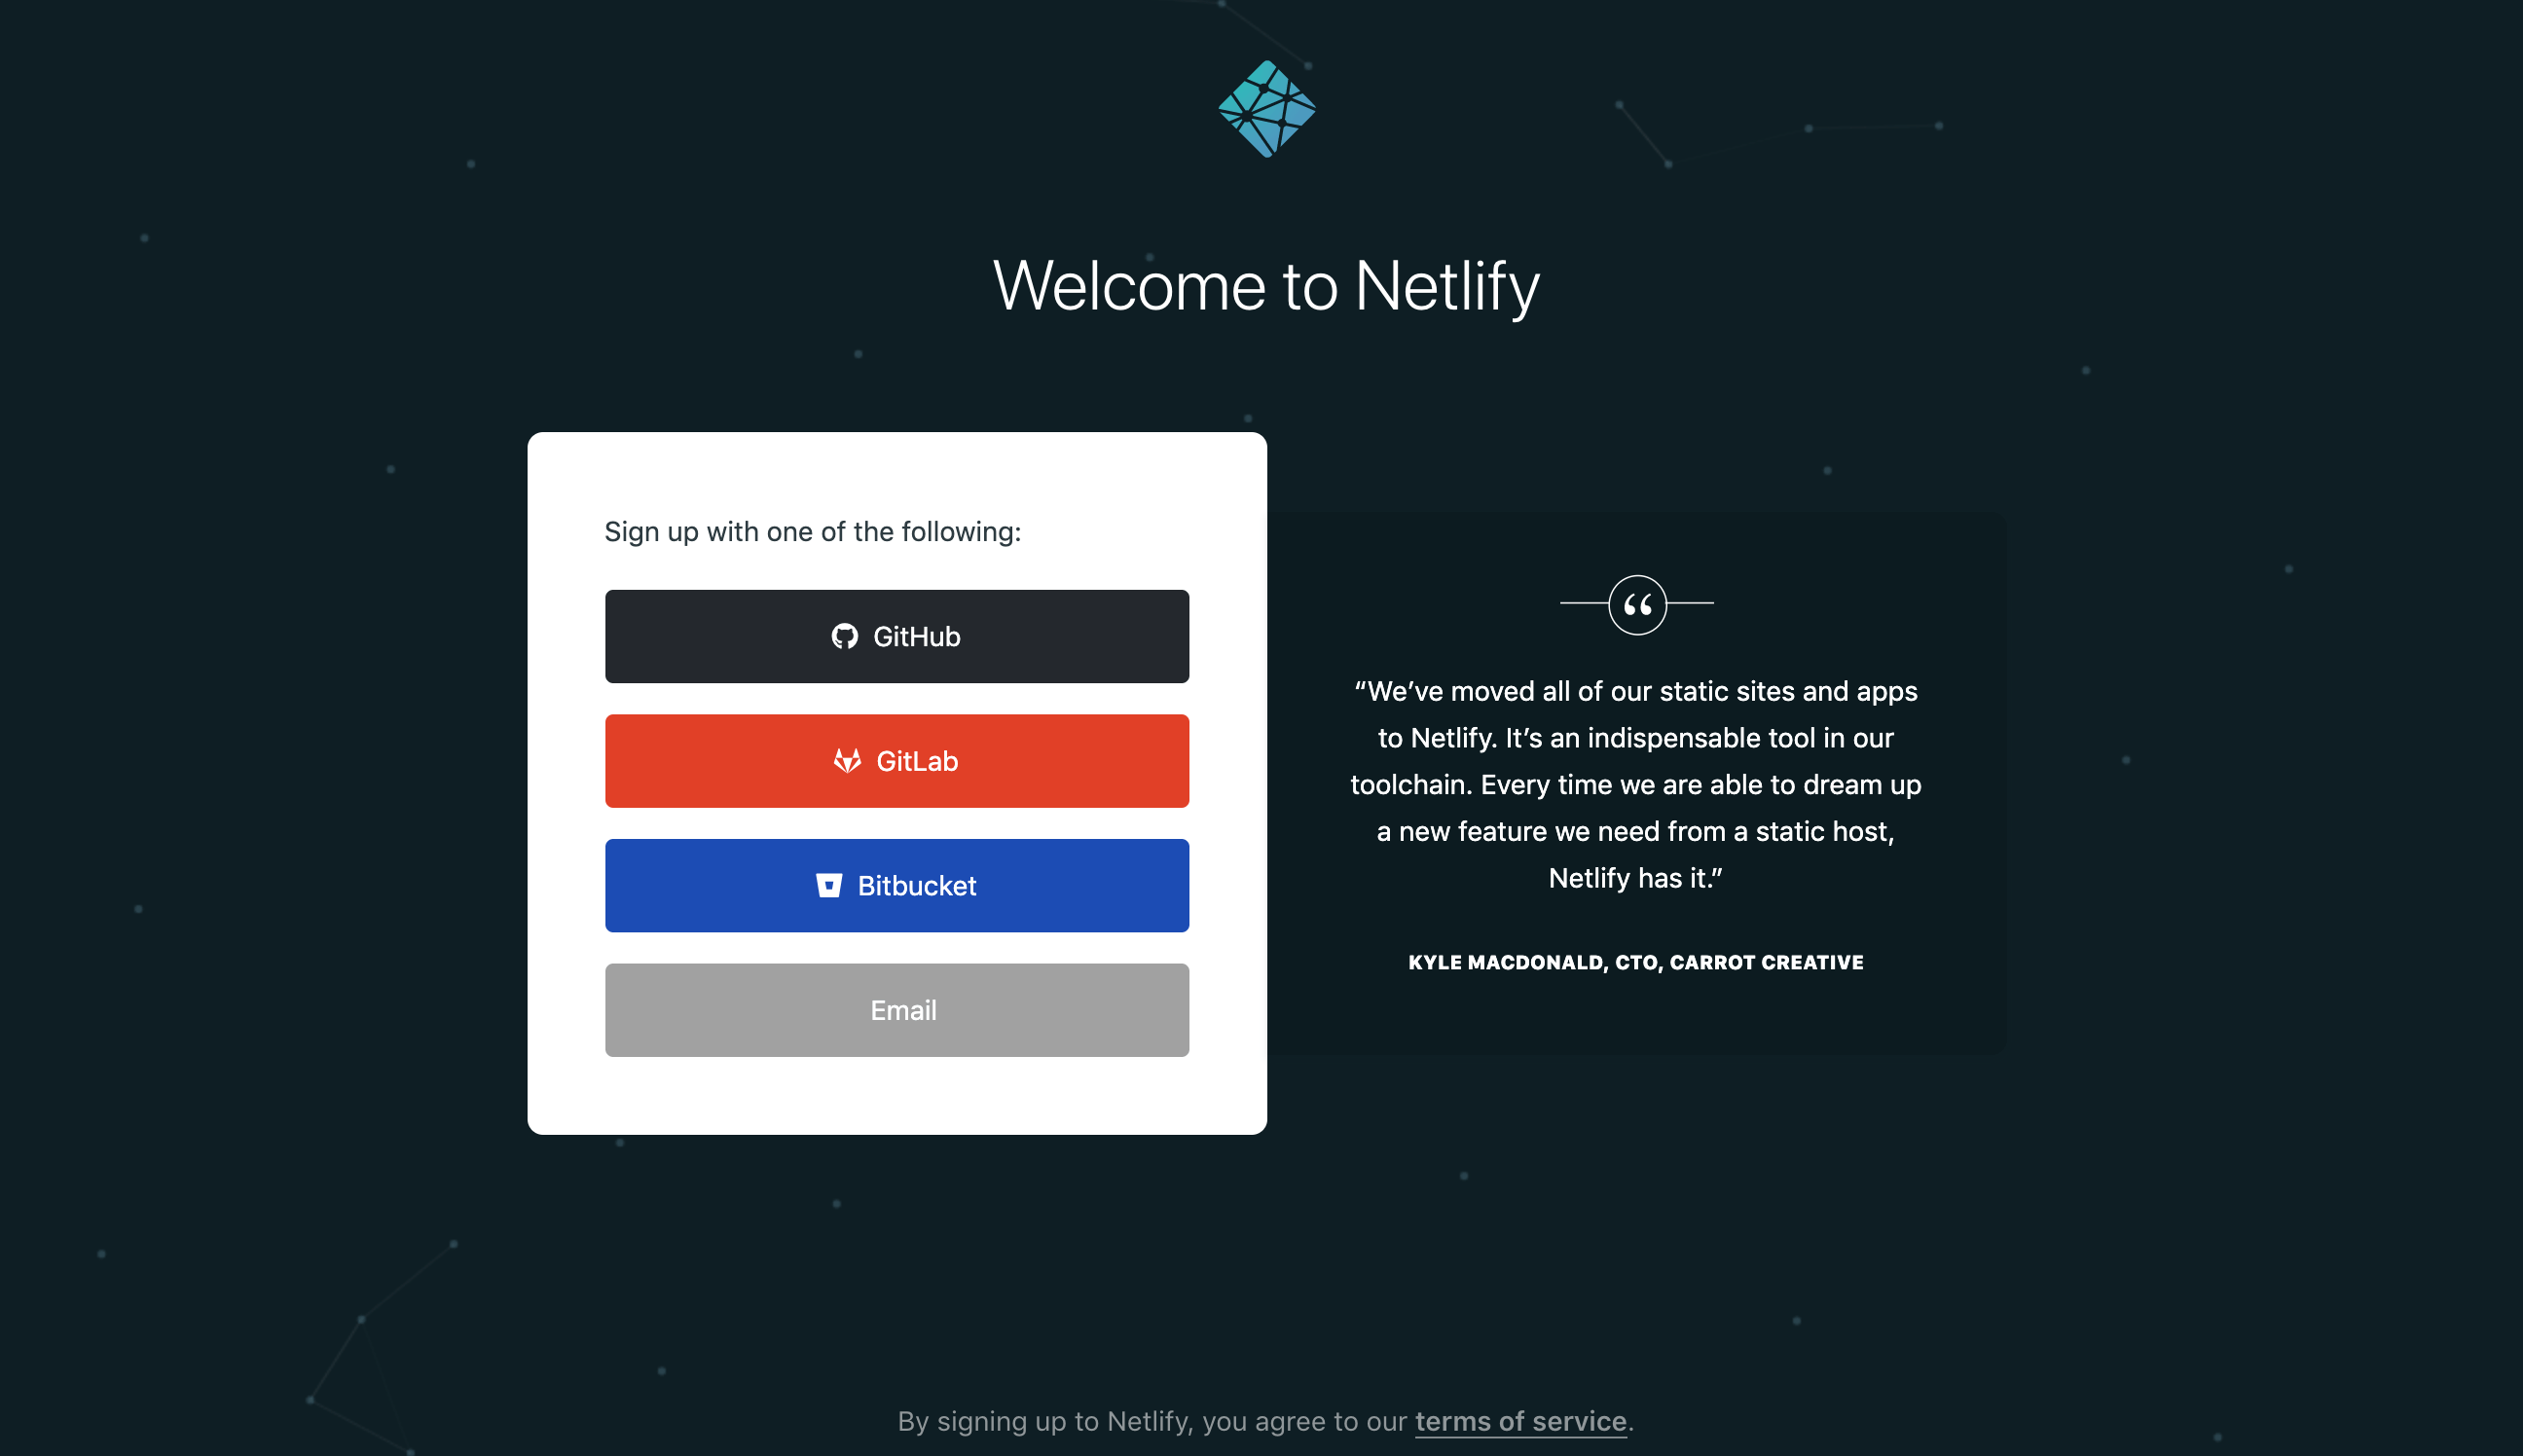 Welcome to Netlify
Sign up with one of the following:
GitHub
GitLab
Bitbucket
Email
“We’ve moved all of our static sites and apps
to Netlify. It’s an indispensable tool in our
toolchain. Every time we are able to dream up
a new feature we need from a static host,
Netlify has it.”
KYLE MACDONALD, CTO, CARROT CREATIVE
By signing up to Netlify, you agree to our terms of service.